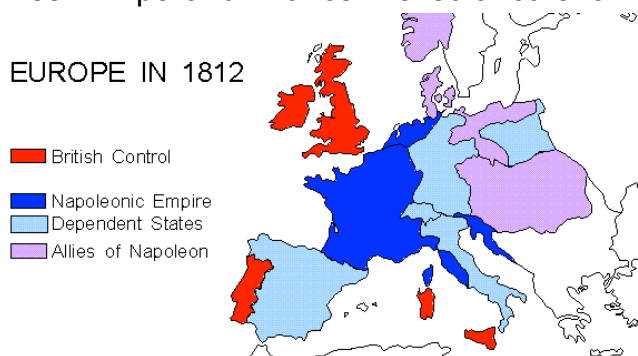 EUROPE IN 1812
British Control
Napoleonic Empire
Dependent States
Allies of Napoleon